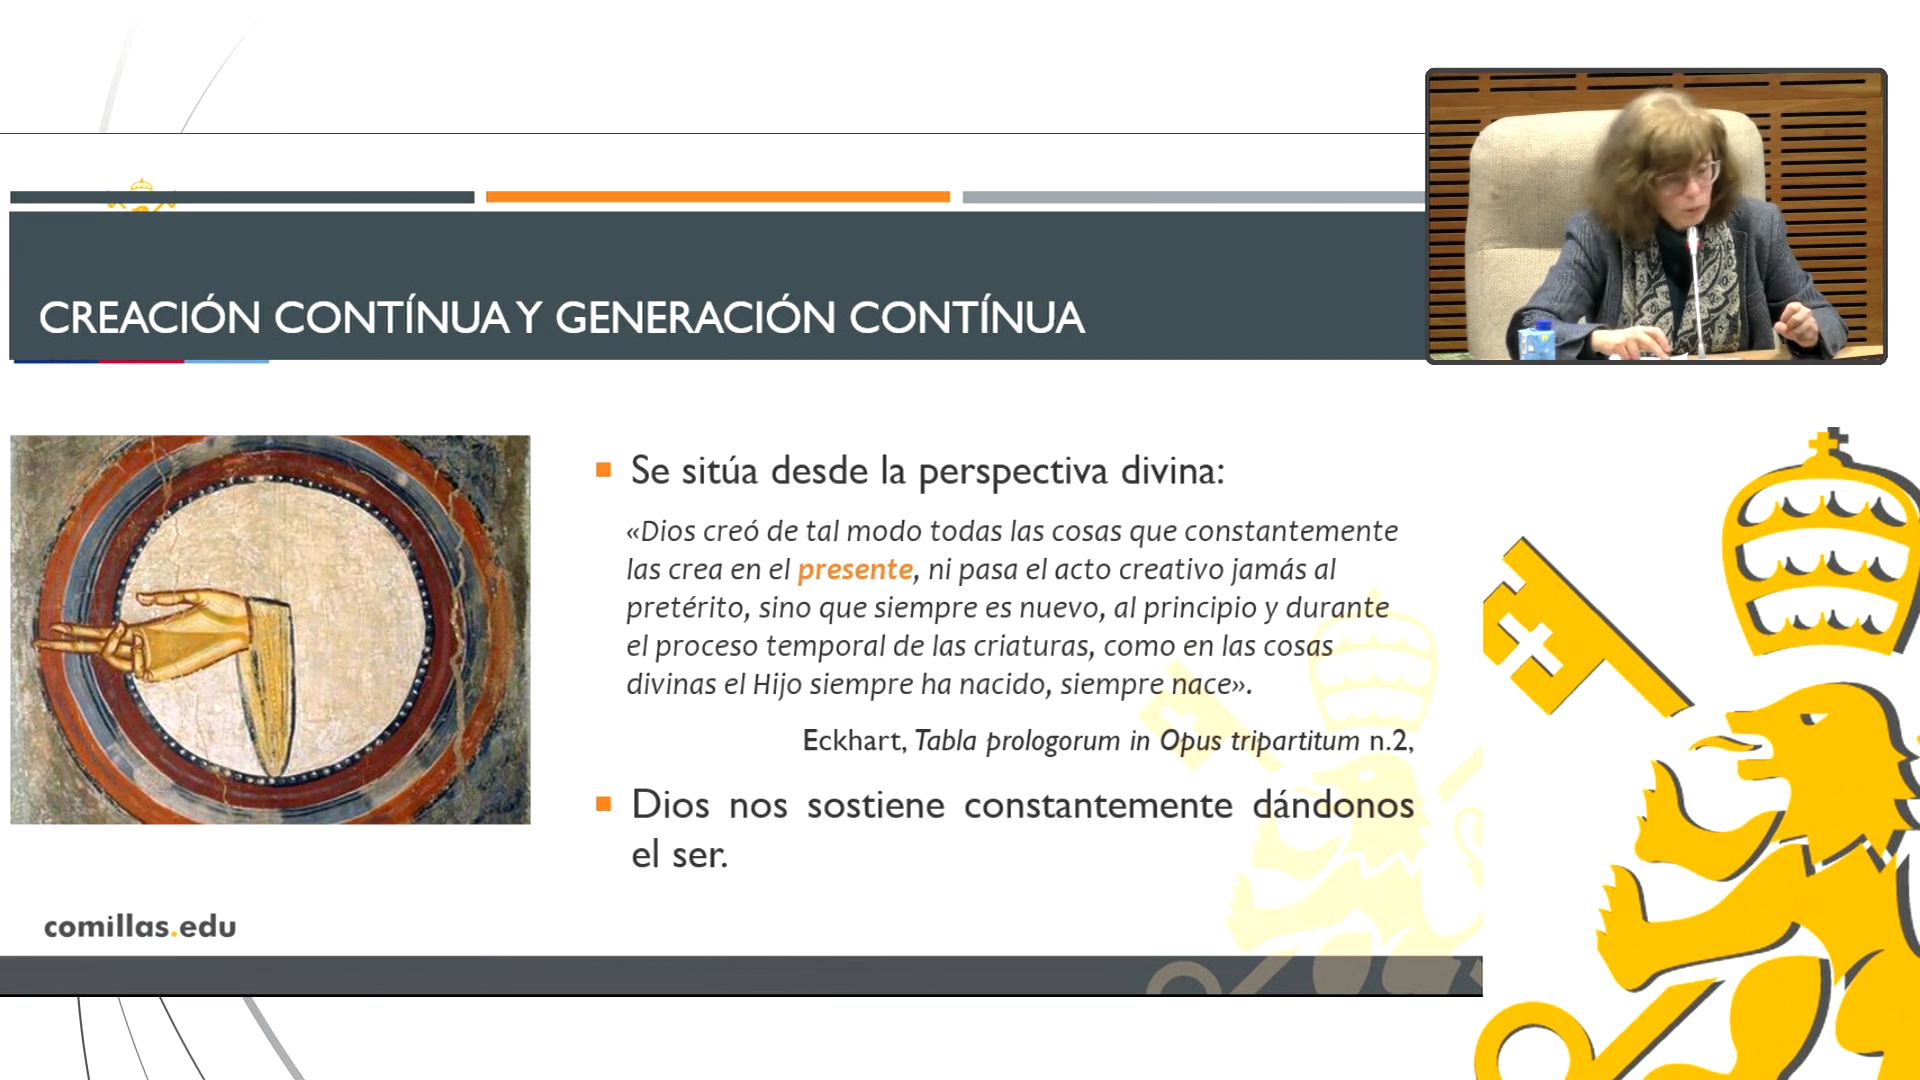 CREACIÓN CONTÍNUA Y GENERACIÓN CONTÍNUA
Se sitúa desde la perspectiva divina:
«Dios creó de tal modo todas las cosas que constantemente
las crea en el presente, ni pasa el acto creativo jamás al
pretérito, sino que siempre es nuevo, al principio y durante
el proceso temporal de las criaturas, como en las cosas
divinas el Hijo siempre ha nacido, siempre nace».
Eckhart, Tabla prologorum in Opus tripartitum n.2,
Dios nos sostiene constantemente dándonos
el ser.
comillas.edu